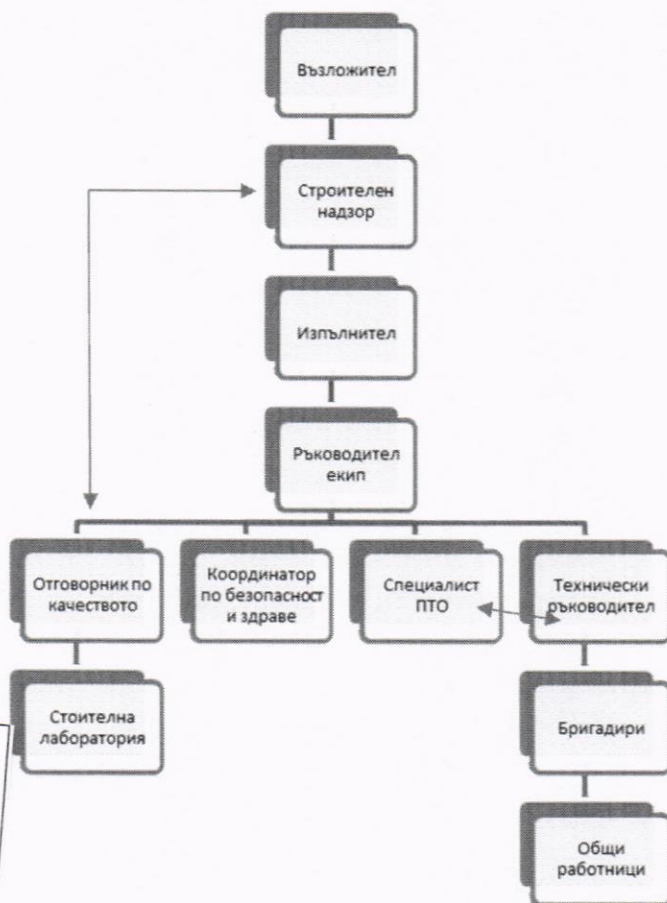 Възложител
Строителен
надзор
Изпълнител
Ръководител
екип
Отговорник по
качеството
Координатор
по безопасност
и здраве
Специалист
ПТО
Технически
ръководител
Стоителна
лаборатория
Бригадири
Общи
работници